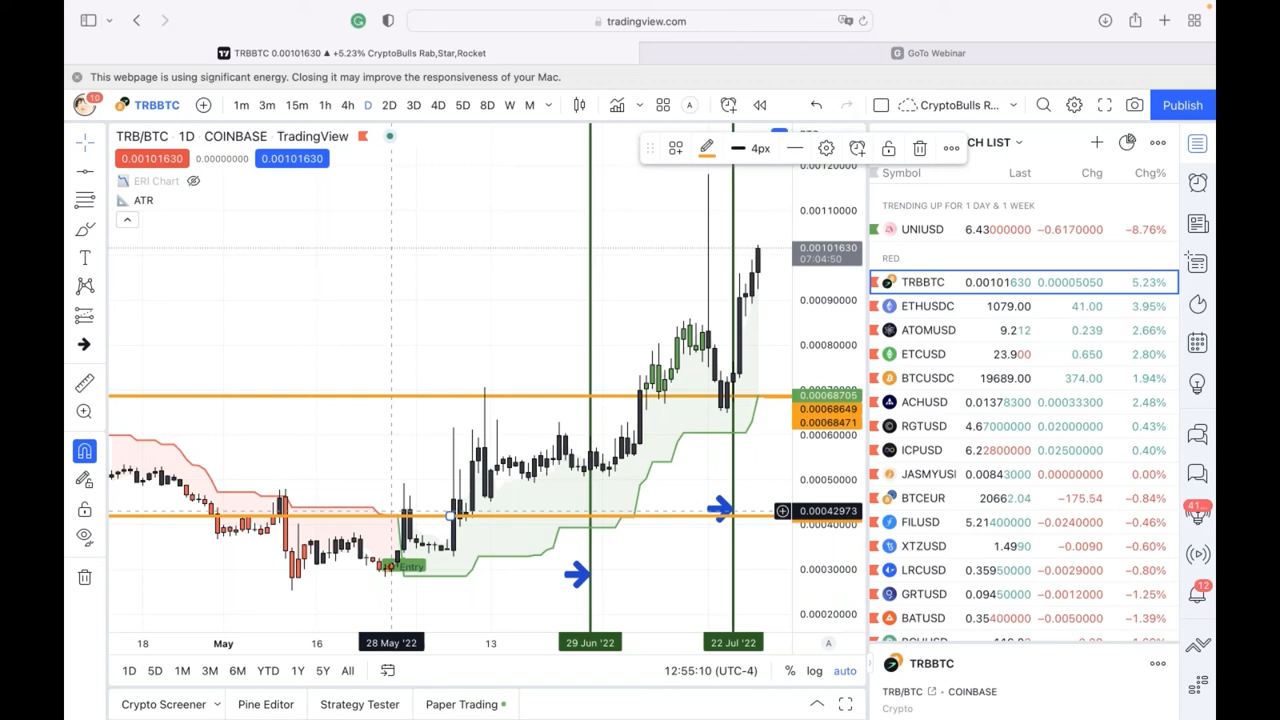 tradingview.com
TRBBTC 0.00101630 ▲ +5.23% CryptoBulls Rab,Star,Rocket
GoTo Webinar
This webpage is using significant energy. Closing it may improve the responsiveness of your Mac.
10
TRBBTC
1m 3m 15m 1h 4h D 2D 3D 4D 5D 8D W M
CryptoBulls R...
Publish
TRB/BTC · 1D · COINBASE · TradingView
0.00101630 0.00000000 0.00101630
ERI Chart
ATR
4px
CH LIST
Symbol Last Chg Chg%
TRENDING UP FOR 1 DAY & 1 WEEK
UNIUSD 6.43000000 −0.6170000 −8.76%
RED
TRBBTC 0.00101630 0.00005050 5.23%
ETHUSDC 1079.00 41.00 3.95%
ATOMUSD 9.212 0.239 2.66%
ETCUSD 23.900 0.650 2.80%
BTCUSDC 19689.00 374.00 1.94%
ACHUSD 0.01378300 0.00003300 2.44%
RGTUSD 4.67000000 0.02000000 0.43%
ICPUSD 6.22800000 0.02500000 0.40%
JASMYUSI 0.00843000 0.00000000 0.00%
BTCEUR 20662.04 −175.54 −0.84%
FILUSD 5.21400000 −0.02400000 −0.46%
XTZUSD 1.4990 −0.0090 −0.60%
LRCUSD 0.35950000 −0.0029000 −0.80%
GRTUSD 0.09450000 −0.0012000 −1.25%
BATUSD 0.35400000 −0.0050000 −1.39%
0.00110000
0.00101630
07:04:50
0.00090000
0.00080000
0.00068705
0.00068649
0.00068471
0.00060000
0.00050000
0.00042973
0.00040000
0.00030000
0.00020000
Entry
18 May 16 28 May '22 13 29 Jun '22 22 Jul '22 A
1D 5D 1M 3M 6M YTD 1Y 5Y All
12:55:10 (UTC-4) % log auto
Crypto Screener Pine Editor Strategy Tester Paper Trading
41...
12
TRBBTC
TRB/BTC COINBASE
Crypto